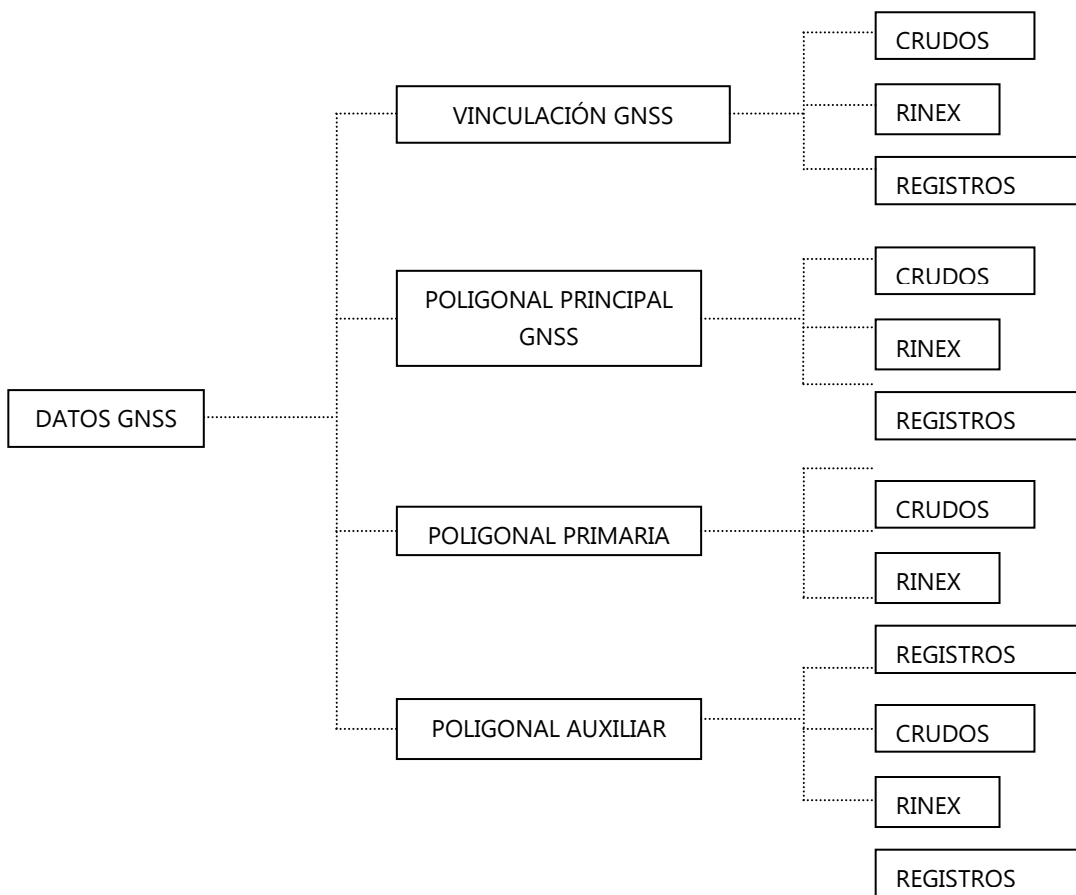 CRUDOS
VINCULACIÓN GNSS
RINEX
REGISTROS
CRUDOS
POLIGONAL PRINCIPAL
GNSS
RINEX
DATOS GNSS
REGISTROS
CRUDOS
POLIGONAL PRIMARIA
RINEX
REGISTROS
POLIGONAL AUXILIAR
CRUDOS
RINEX
REGISTROS